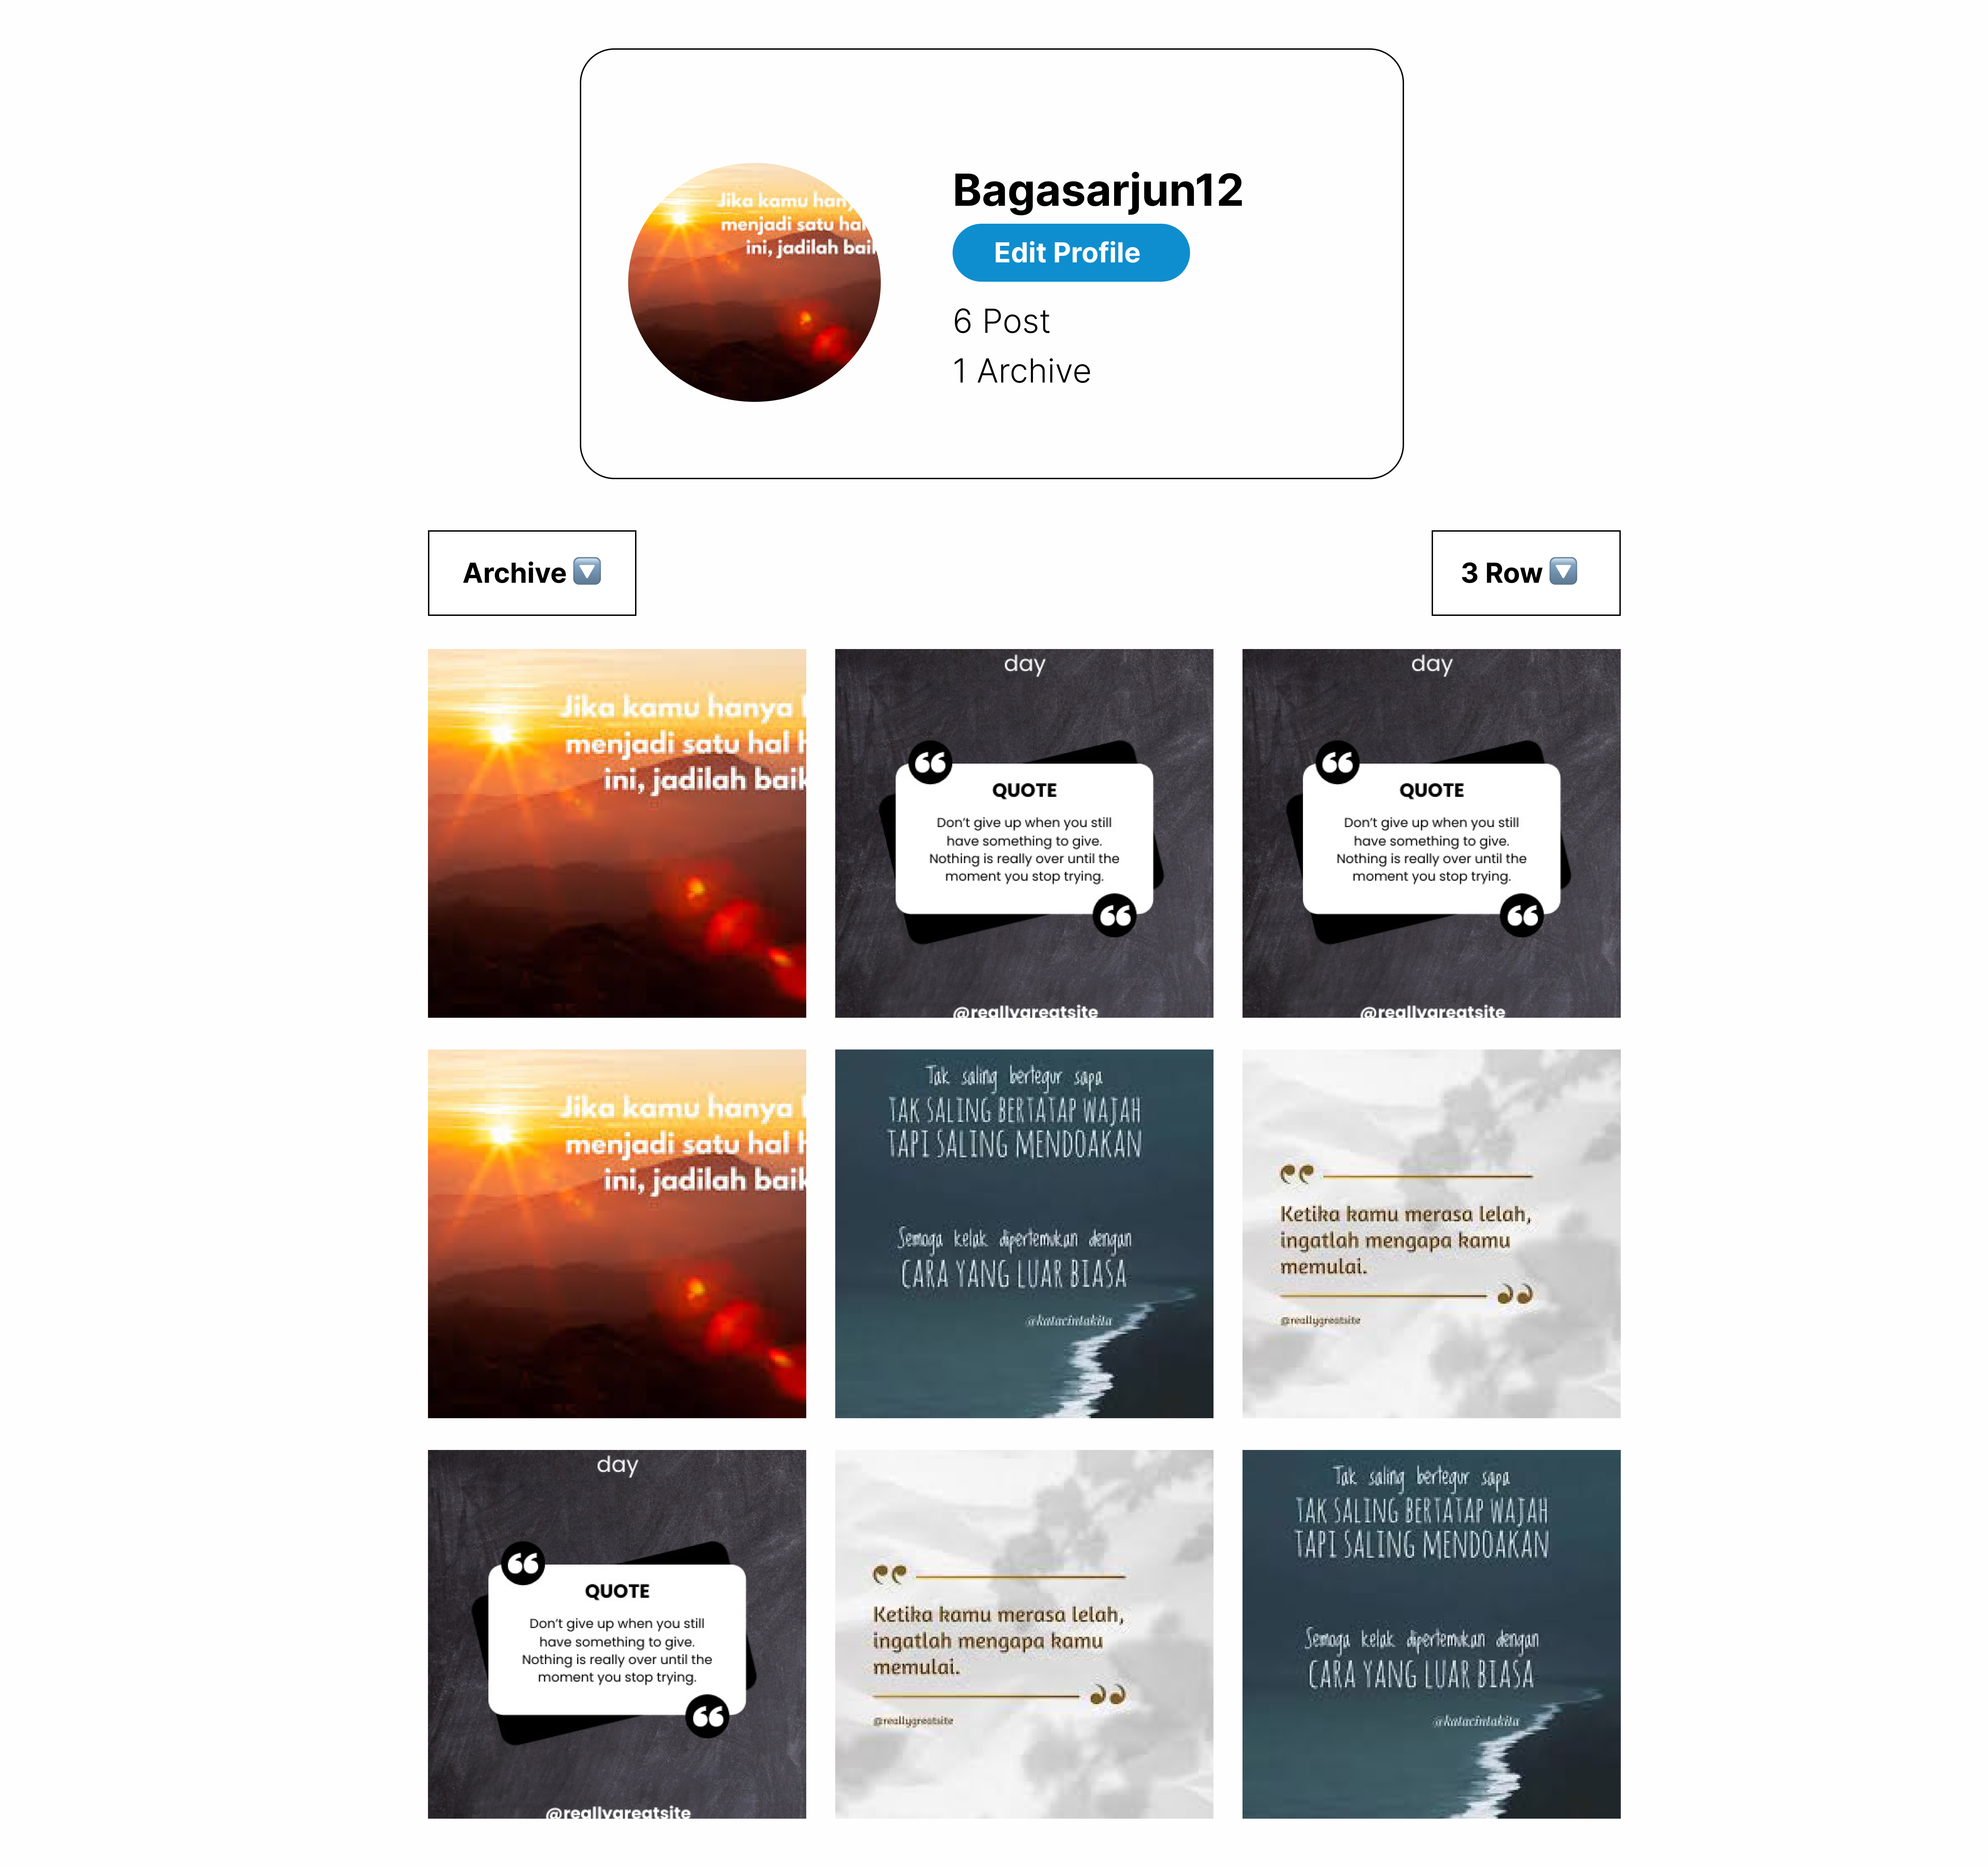 Jika kamu
menjadi satu
ini, jadilah
Bagasarjun12
Edit Profile
6 Post
1 Archive
Archive
3 Row
Jika kamu hanya
menjadi satu hal
ini, jadilah baik
day
QUOTE
Don't give up when you still
have something to give.
Nothing is really over until the
moment you stop trying.
@reallygreatsite
day
QUOTE
Don't give up when you still
have something to give.
Nothing is really over until the
moment you stop trying.
@reallygreatsite
Jika kamu hanya
menjadi satu hal
ini, jadilah baik
Tak saling bertegur sapa
TAK SALING BERTATAP WAJAH
TAPI SALING MENDOAKAN
Semoga kelak dipertemukan dengan
CARA YANG LUAR BIASA
@katacintakita
Ketika kamu merasa lelah,
ingatlah mengapa kamu
memulai.
@reallygreatsite
day
QUOTE
Don't give up when you still
have something to give.
Nothing is really over until the
moment you stop trying.
@reallygreatsite
Ketika kamu merasa lelah,
ingatlah mengapa kamu
memulai.
@reallygreatsite
Tak saling bertegur sapa
TAK SALING BERTATAP WAJAH
TAPI SALING MENDOAKAN
Semoga kelak dipertemukan dengan
CARA YANG LUAR BIASA
@katacintakita